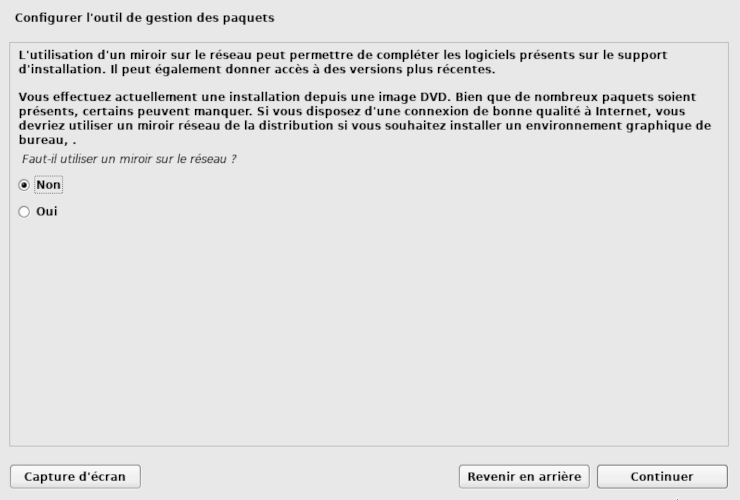 Configurer l'outil de gestion des paquets
L'utilisation d'un miroir sur le réseau peut permettre de compléter les logiciels présents sur le support
d'installation. Il peut également donner accès à des versions plus récentes.
Vous effectuez actuellement une installation depuis une image DVD. Bien que de nombreux paquets soient
présents, certains peuvent manquer. Si vous disposez d'une connexion de bonne qualité à Internet, vous
devriez utiliser un miroir réseau de la distribution si vous souhaitez installer un environnement graphique de
bureau, .
Faut-il utiliser un miroir sur le réseau ?
Non
Oui
Capture d'écran
Revenir en arrière
Continuer